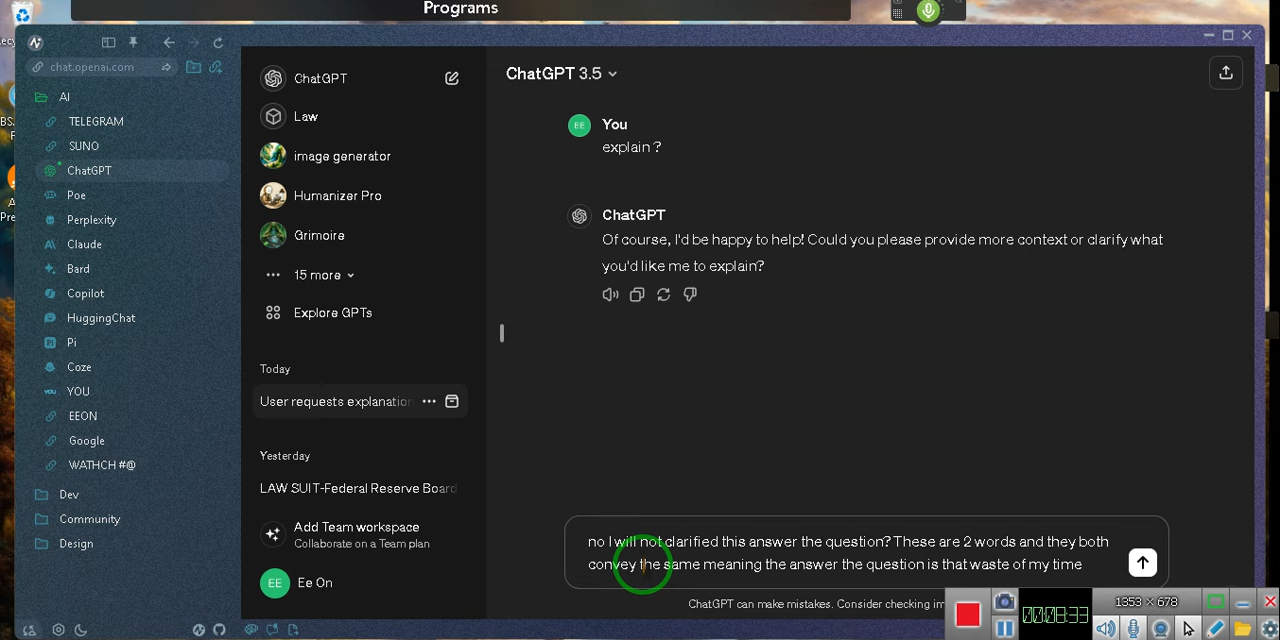 Programs
chat.openai.com
AI
TELEGRAM
SUNO
ChatGPT
Poe
Perplexity
Claude
Bard
Copilot
HuggingChat
Pi
Coze
YOU
EEON
Google
WATHCH #@
Dev
Community
Design
ChatGPT
Law
image generator
Humanizer Pro
Grimoire
15 more
Explore GPTs
Today
User requests explanation
Yesterday
LAW SUIT-Federal Reserve Board
Add Team workspace
Collaborate on a Team plan
EE Ee On
ChatGPT 3.5
EE You
explain ?
ChatGPT
Of course, I'd be happy to help! Could you please provide more context or clarify what
you'd like me to explain?
no I will not clarified this answer the question? These are 2 words and they both
convey the same meaning the answer the question is that waste of my time
ChatGPT can make mistakes. Consider checking im
1353 × 678
00:08:33